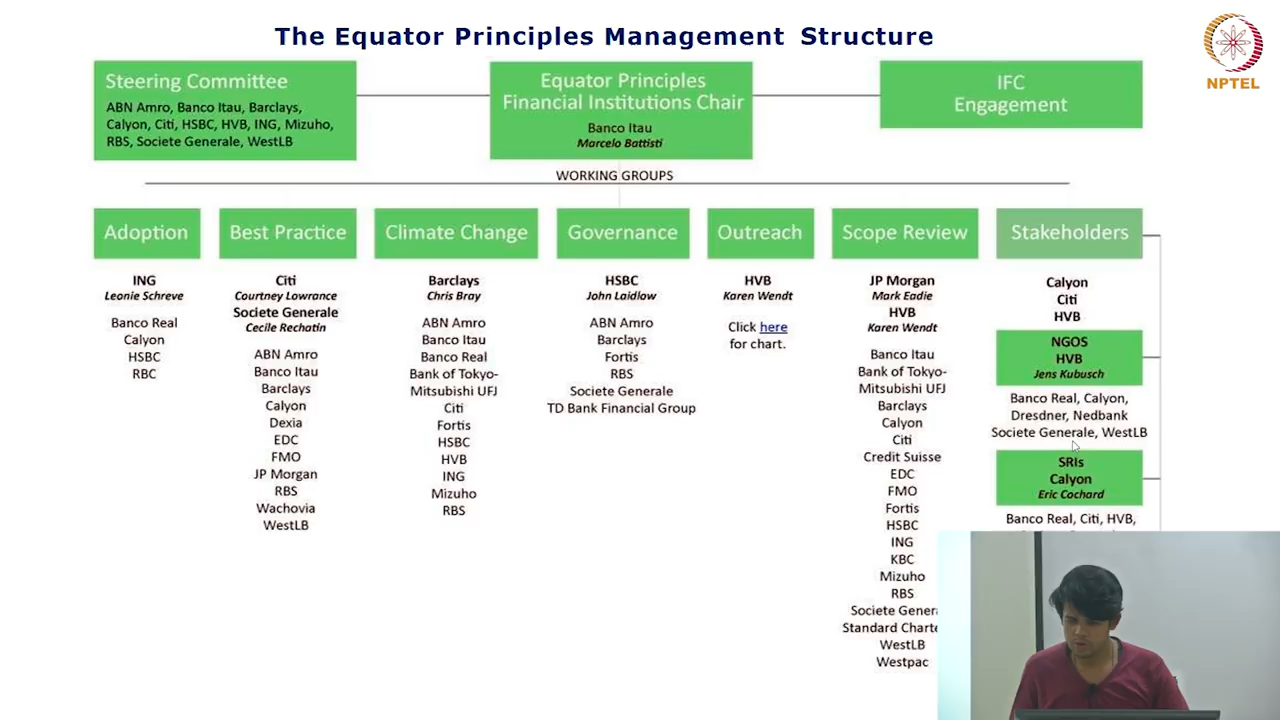 The Equator Principles Management Structure
NPTEL
Steering Committee
ABN Amro, Banco Itau, Barclays,
Calyon, Citi, HSBC, HVB, ING, Mizuho,
RBS, Societe Generale, WestLB
Equator Principles
Financial Institutions Chair
Banco Itau
Marcelo Battisti
IFC
Engagement
WORKING GROUPS
Adoption
ING
Leonie Schreve
Banco Real
Calyon
HSBC
RBC
Best Practice
Citi
Courtney Lowrance
Societe Generale
Cecile Rechatin
ABN Amro
Banco Itau
Barclays
Calyon
Dexia
EDC
FMO
JP Morgan
RBS
Wachovia
WestLB
Climate Change
Barclays
Chris Bray
ABN Amro
Banco Itau
Banco Real
Bank of Tokyo-
Mitsubishi UFJ
Citi
Fortis
HSBC
HVB
ING
Mizuho
RBS
Governance
HSBC
John Laidlow
ABN Amro
Barclays
Fortis
RBS
Societe Generale
TD Bank Financial Group
Outreach
HVB
Karen Wendt
Click here
for chart.
Scope Review
JP Morgan
Mark Eadie
HVB
Karen Wendt
Banco Itau
Bank of Tokyo-
Mitsubishi UFJ
Barclays
Calyon
Citi
Credit Suisse
EDC
FMO
Fortis
HSBC
ING
KBC
Mizuho
RBS
Societe Genera
Standard Charte
WestLB
Westpac
Stakeholders
Calyon
Citi
HVB
NGOS
HVB
Jens Kubusch
Banco Real, Calyon,
Dresdner, Nedbank
Societe Generale, WestLB
SRIs
Calyon
Eric Cochard
Banco Real, Citi, HVB,